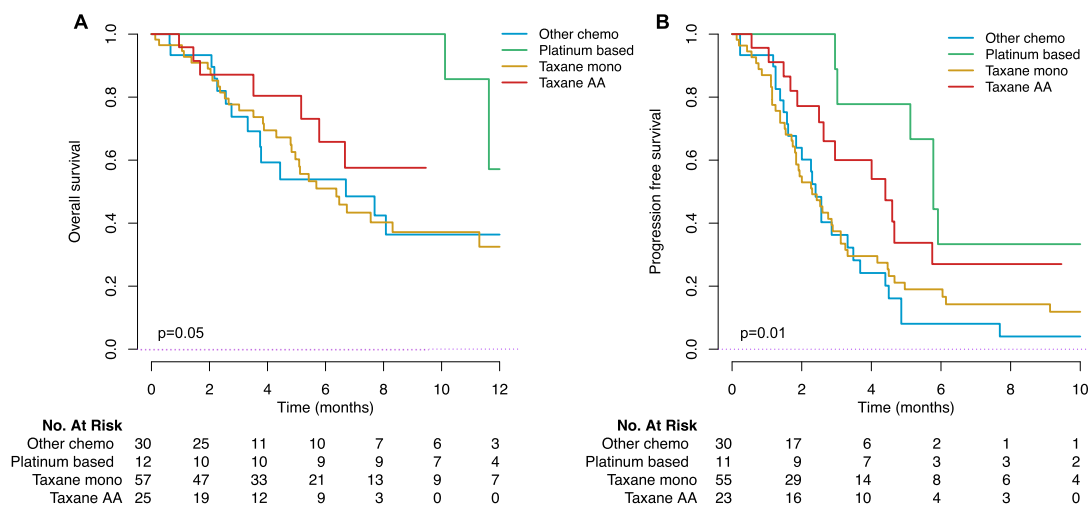 A
Other chemo
Platinum based
Taxane mono
Taxane AA
Overall survival
1.0
0.8
0.6
0.4
0.2
0.0
p=0.05
0 2 4 6 8 10 12
Time (months)
No. At Risk
Other chemo 30 25 11 10 7 6 3
Platinum based 12 10 10 9 9 7 4
Taxane mono 57 47 33 21 13 9 7
Taxane AA 25 19 12 9 3 0 0
B
Other chemo
Platinum based
Taxane mono
Taxane AA
Progression free survival
1.0
0.8
0.6
0.4
0.2
0.0
p=0.01
0 2 4 6 8 10
Time (months)
No. At Risk
Other chemo 30 17 6 2 1 1
Platinum based 11 9 7 3 3 2
Taxane mono 55 29 14 8 6 4
Taxane AA 23 16 10 4 3 0